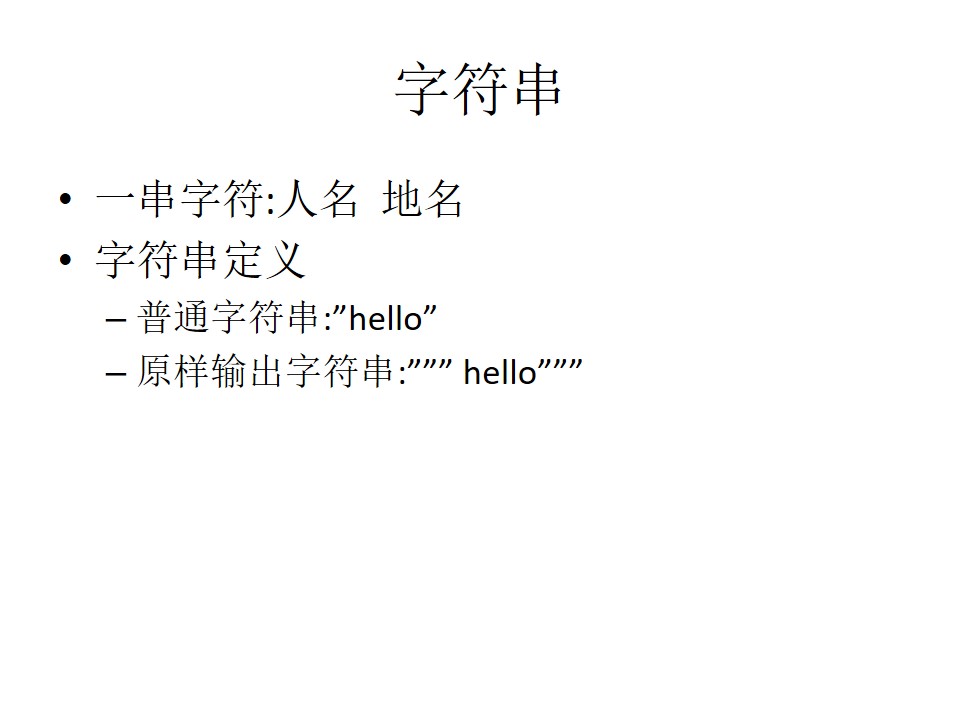 字符串
• 一串字符:人名 地名
• 字符串定义
– 普通字符串:”hello”
– 原样输出字符串:””” hello”””